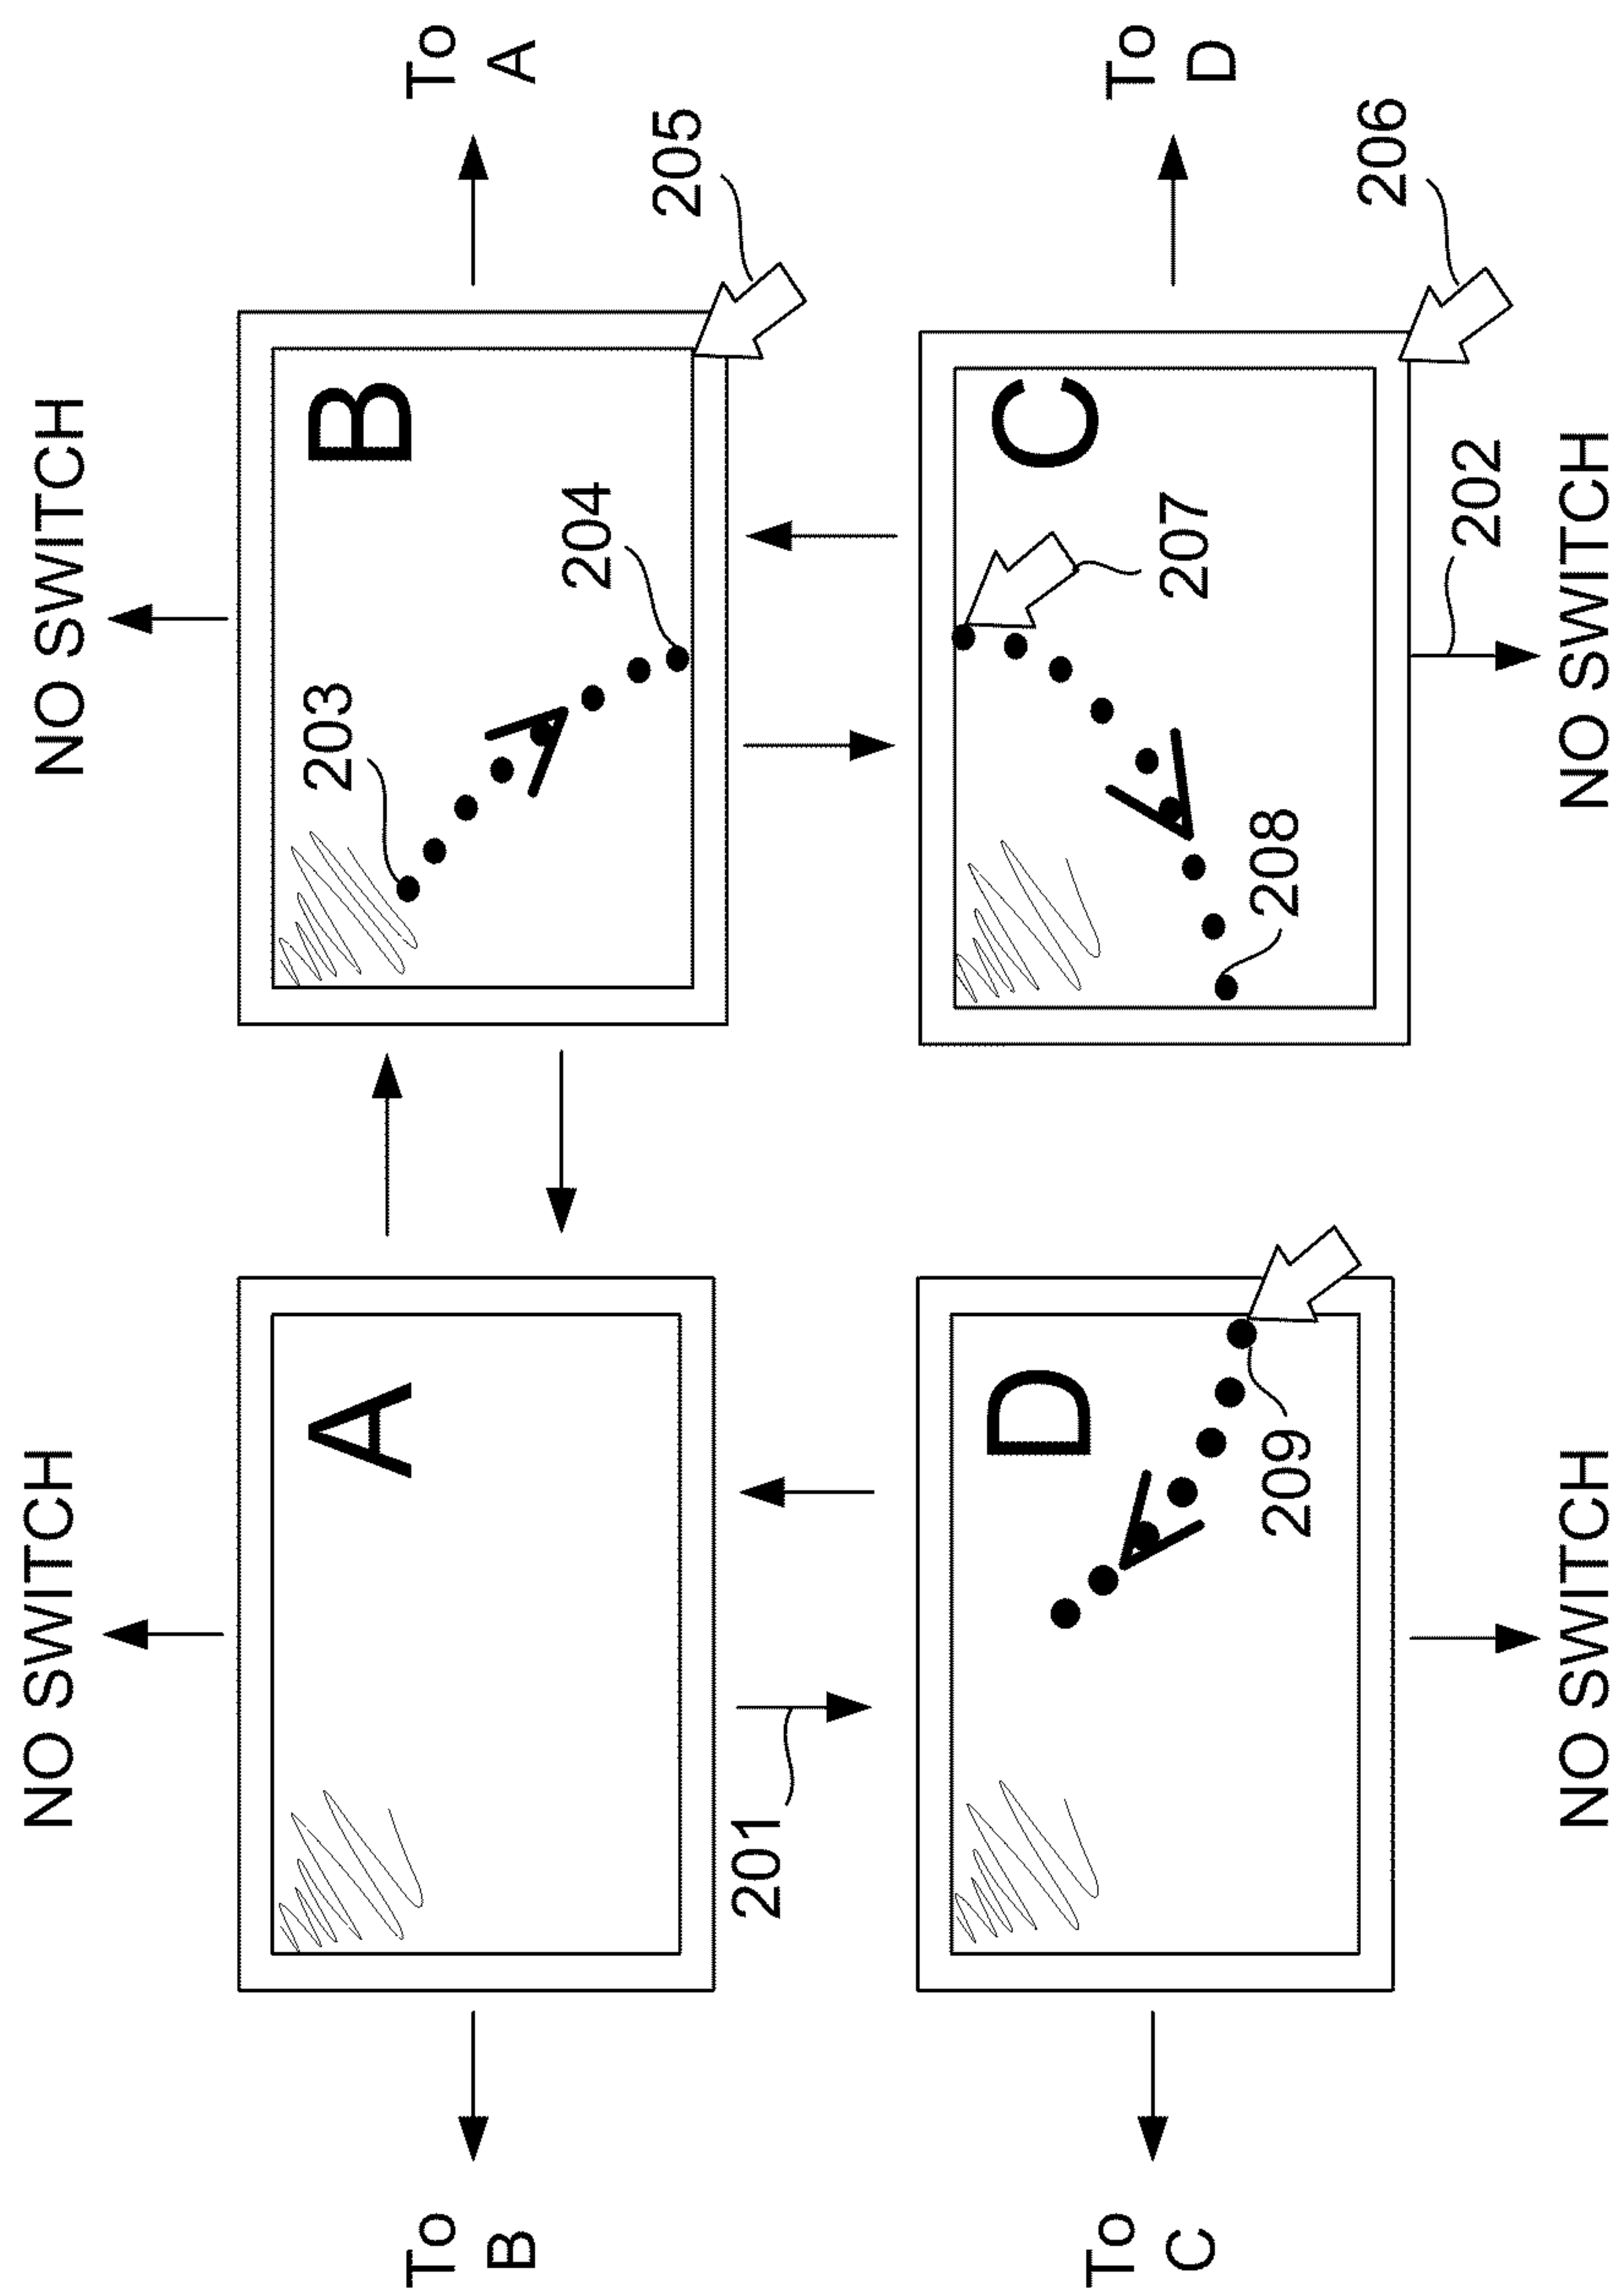 NO SWITCH
NO SWITCH
A
203
B
To
B
To
A
204
205
201
D
C
To
C
To
D
207
208
209
206
202
NO SWITCH
NO SWITCH